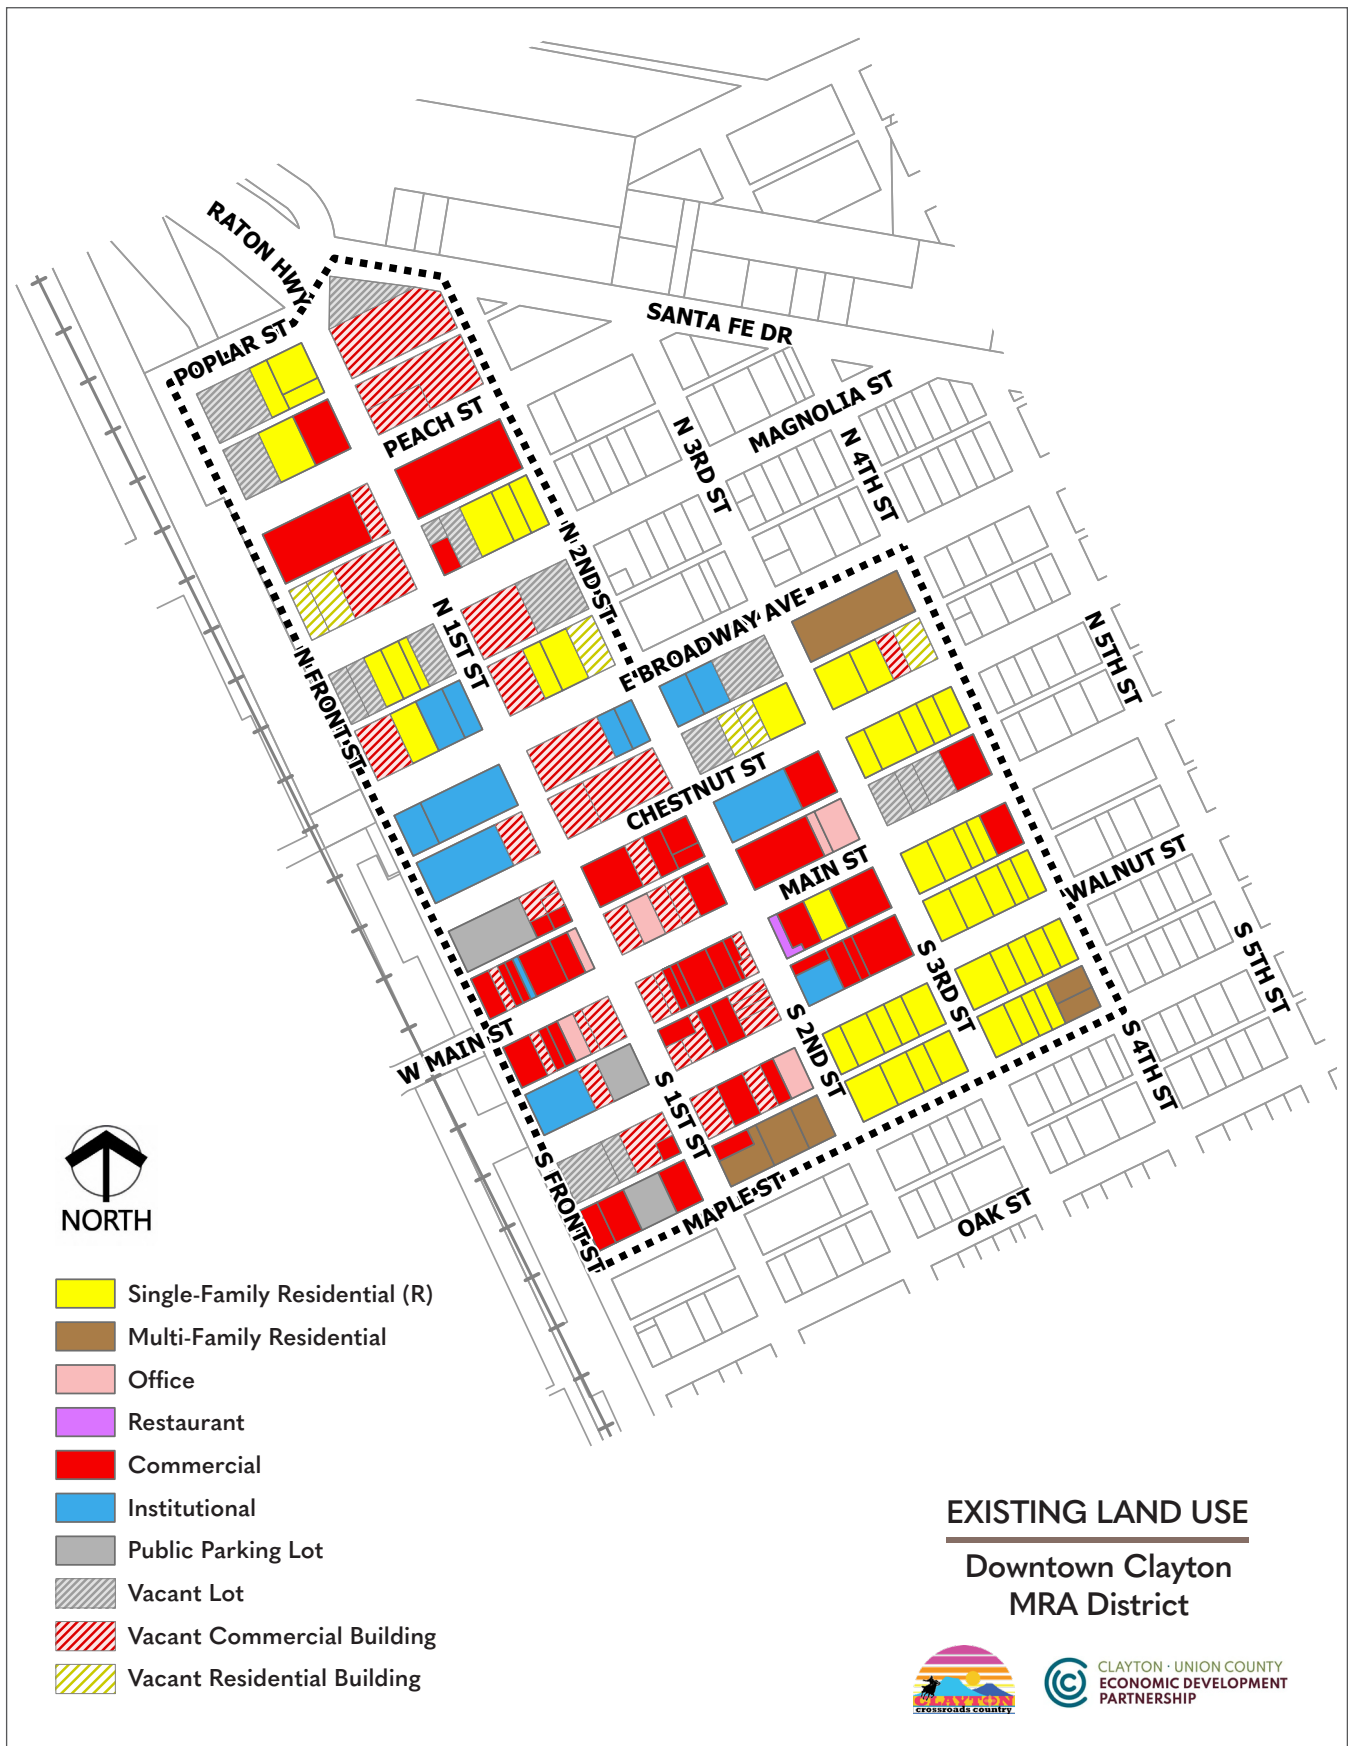 RATON HWY
POPLAR ST
SANTA FE DR
MAGNOLIA ST
PEACH ST
N 3RD ST
N 4TH ST
N 2ND ST
N 1ST ST
E BROADWAY AVE
N 5TH ST
N FRONT ST
CHESTNUT ST
MAIN ST
WALNUT ST
S 5TH ST
S 3RD ST
S 2ND ST
S 4TH ST
W MAIN ST
S 1ST ST
S FRONT ST
MAPLE ST
OAK ST
NORTH
Single-Family Residential (R)
Multi-Family Residential
Office
Restaurant
Commercial
Institutional
Public Parking Lot
Vacant Lot
Vacant Commercial Building
Vacant Residential Building
EXISTING LAND USE
Downtown Clayton
MRA District
CLAYTON
crossroads country
CLAYTON · UNION COUNTY
ECONOMIC DEVELOPMENT
PARTNERSHIP